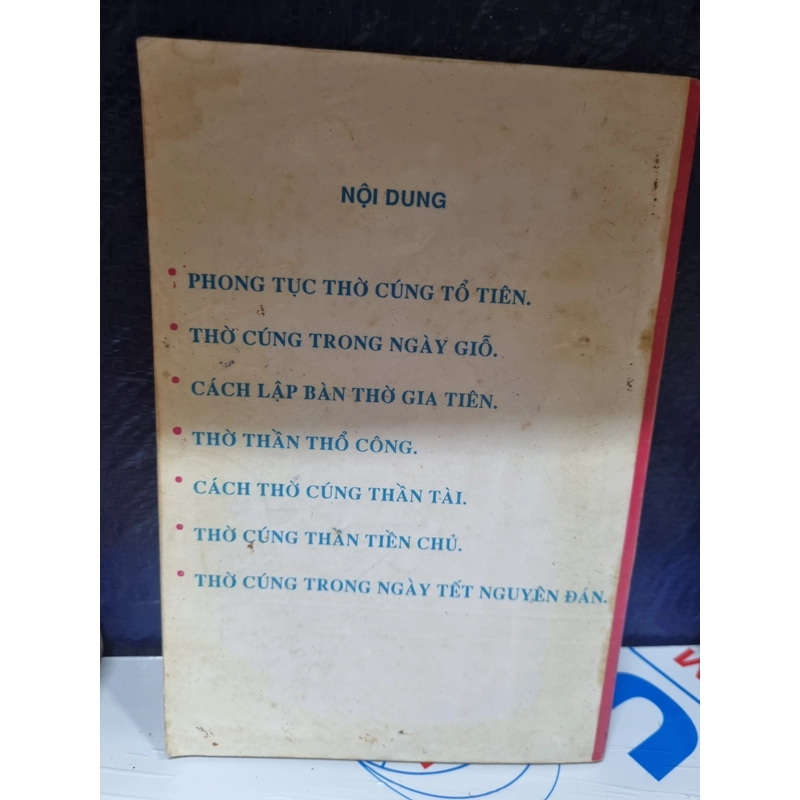 NỘI DUNG
• PHONG TỤC THỜ CÚNG TỔ TIÊN.
• THỜ CÚNG TRONG NGÀY GIỖ.
• CÁCH LẬP BÀN THỜ GIA TIÊN.
• THỜ THẦN THỔ CÔNG.
• CÁCH THỜ CÚNG THẦN TÀI.
• THỜ CÚNG THẦN TIỀN CHỦ.
• THỜ CÚNG TRONG NGÀY TẾT NGUYÊN ĐÁN.